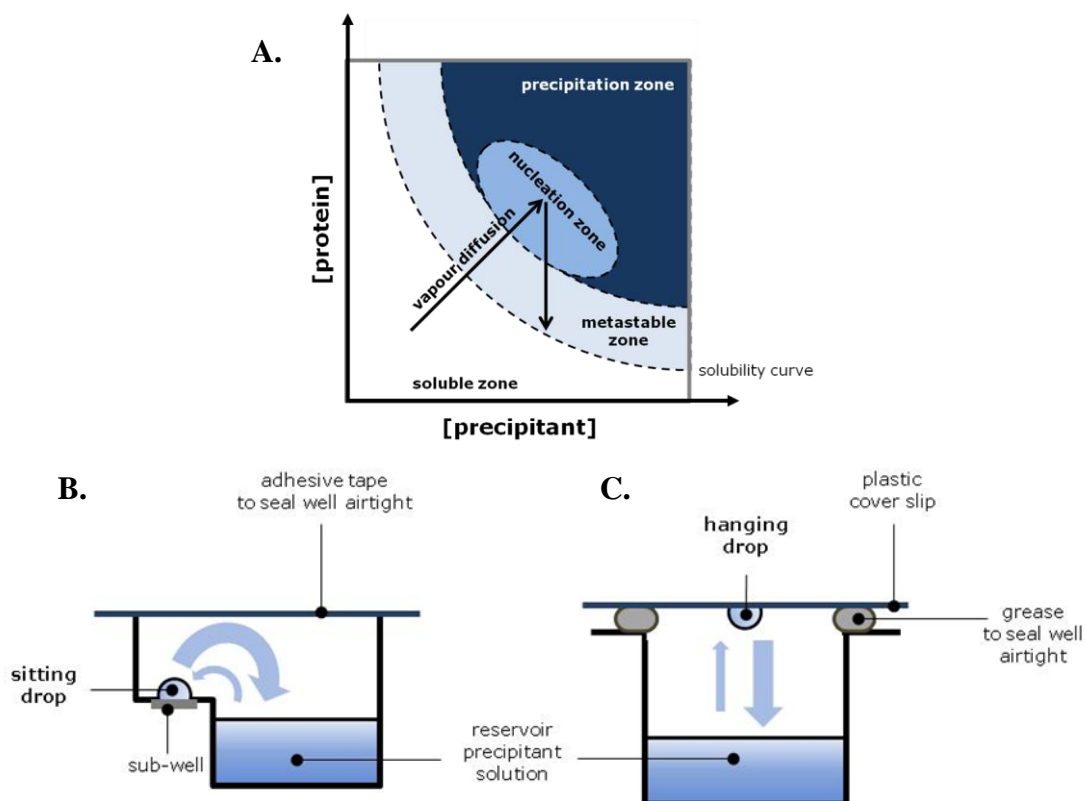 A.
precipitation zone
nucleation zone
vapour diffusion
[protein]
metastable
zone
solubility curve
soluble zone
[precipitant]
B.
adhesive tape
to seal well airtight
sitting
drop
sub-well
reservoir
precipitant
solution
C.
plastic
cover slip
hanging
drop
grease
to seal well
airtight